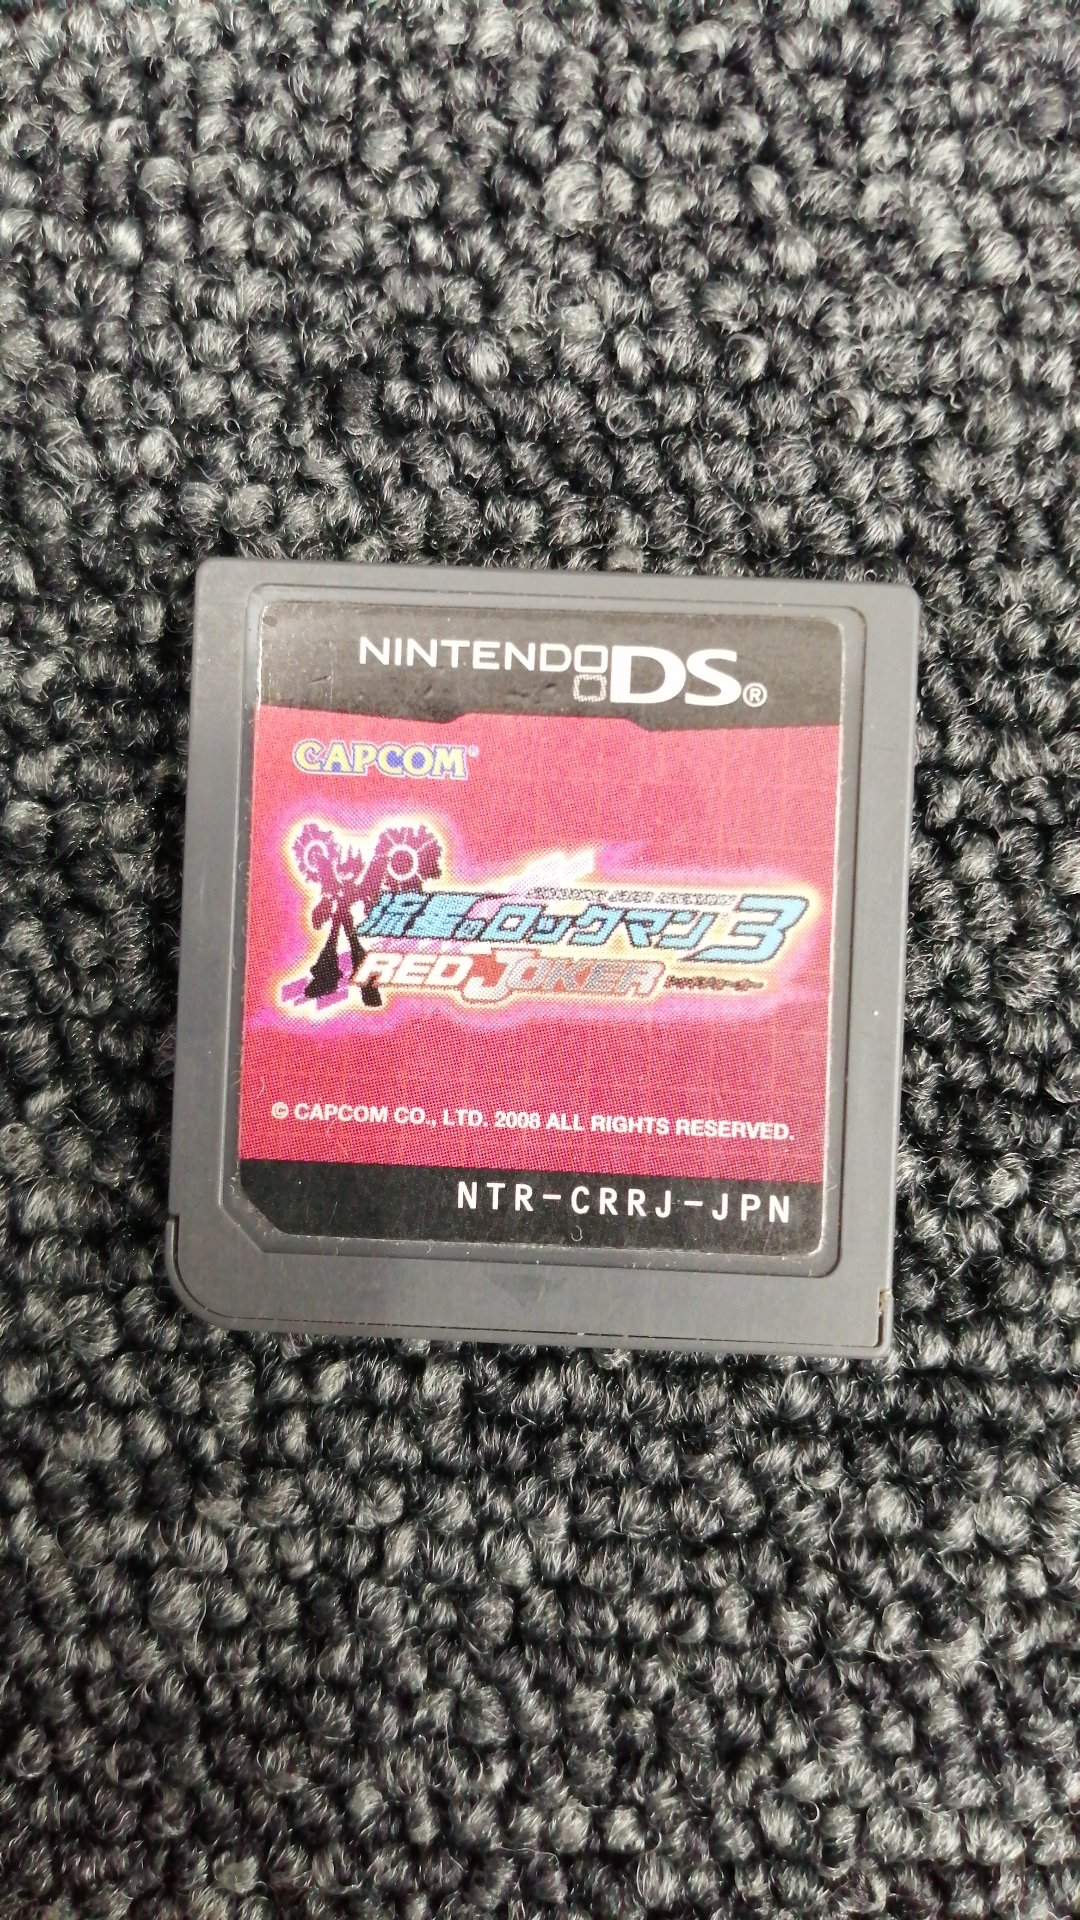 NINTENDO DS®
CAPCOM®
流星のロックマン3
RED JOKER
© CAPCOM CO., LTD. 2008 ALL RIGHTS RESERVED.
NTR-CRRJ-JPN